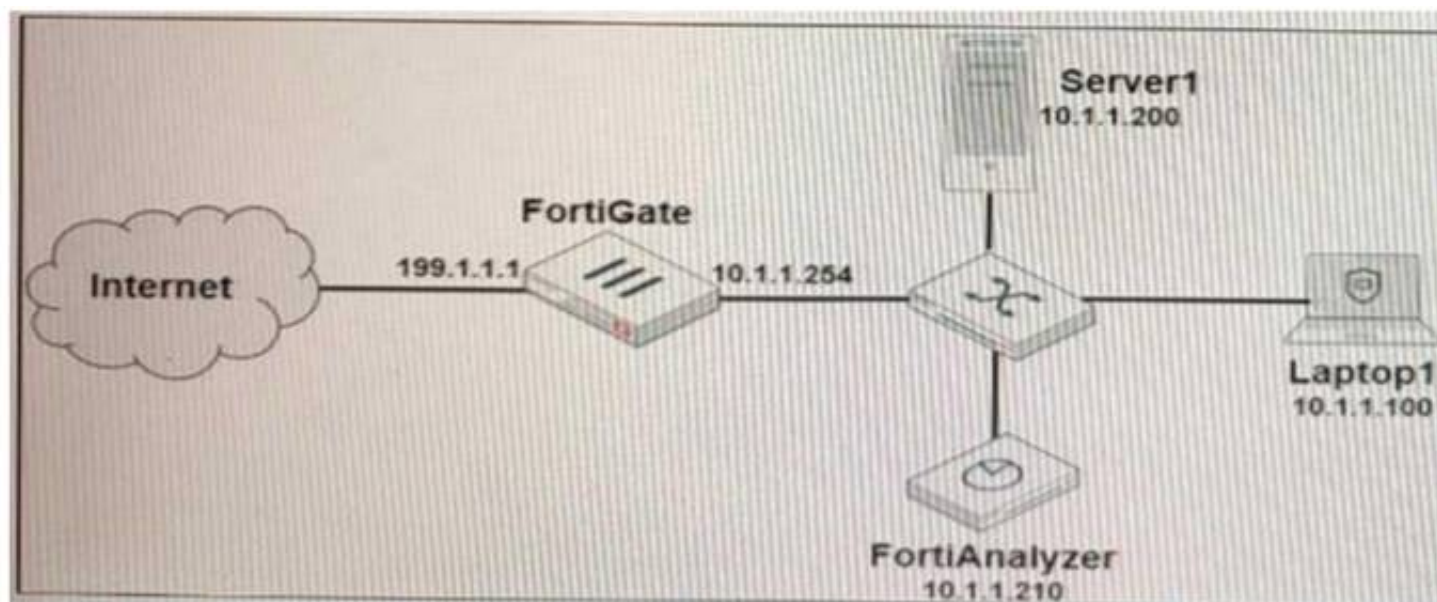 Server1
10.1.1.200
FortiGate
199.1.1.1
10.1.1.254
Internet
Laptop1
10.1.1.100
FortiAnalyzer
10.1.1.210